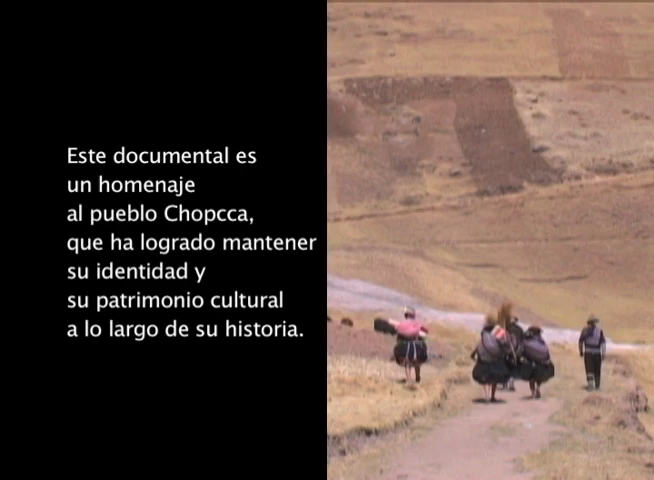 Este documental es
un homenaje
al pueblo Chopcca,
que ha logrado mantener
su identidad y
su patrimonio cultural
a lo largo de su historia.